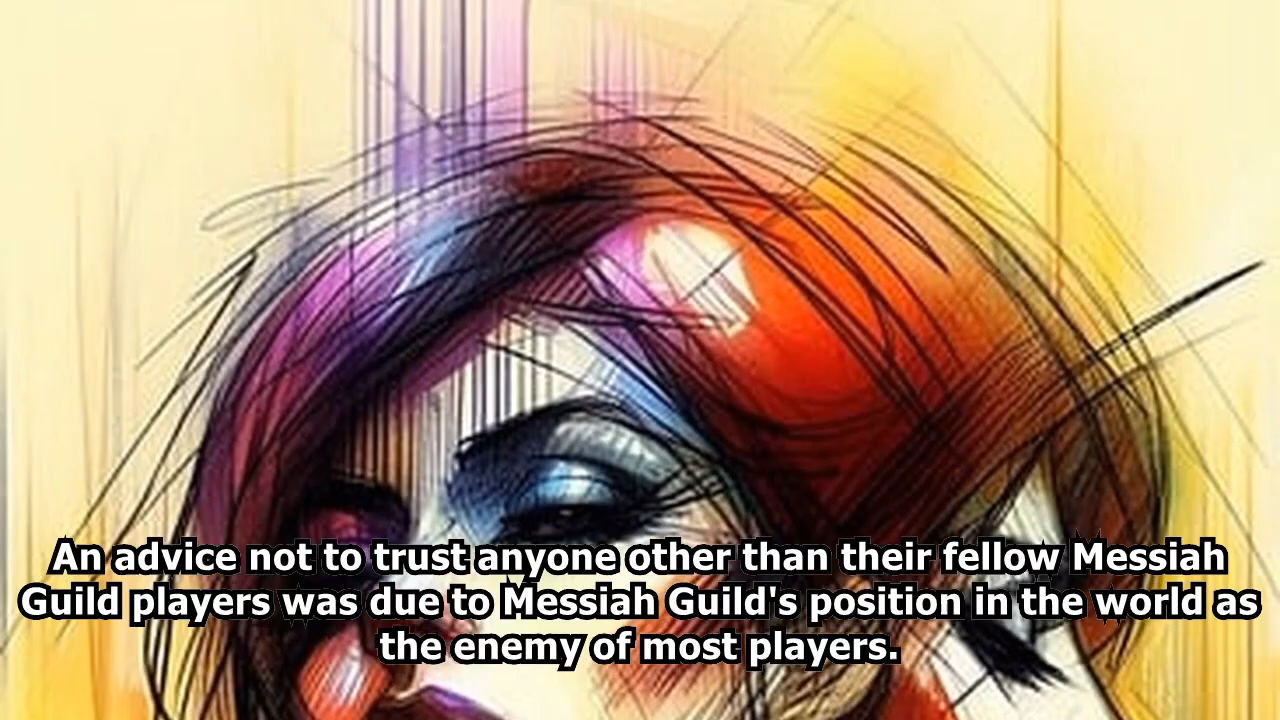 An advice not to trust anyone other than their fellow Messiah
Guild players was due to Messiah Guild's position in the world as
the enemy of most players.